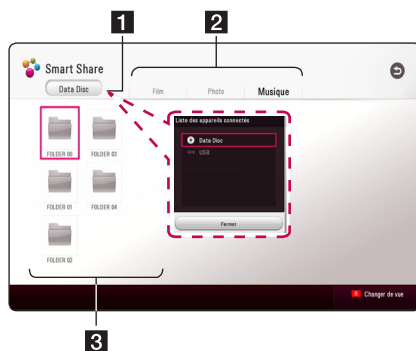 1
2
Smart Share
Data Disc
Film
Photo
Musique
Liste des appareils connectés
Data Disc
USB
Fermer
FOLDER 00
FOLDER 03
FOLDER 01
FOLDER 04
FOLDER 02
R Changer de vue
3